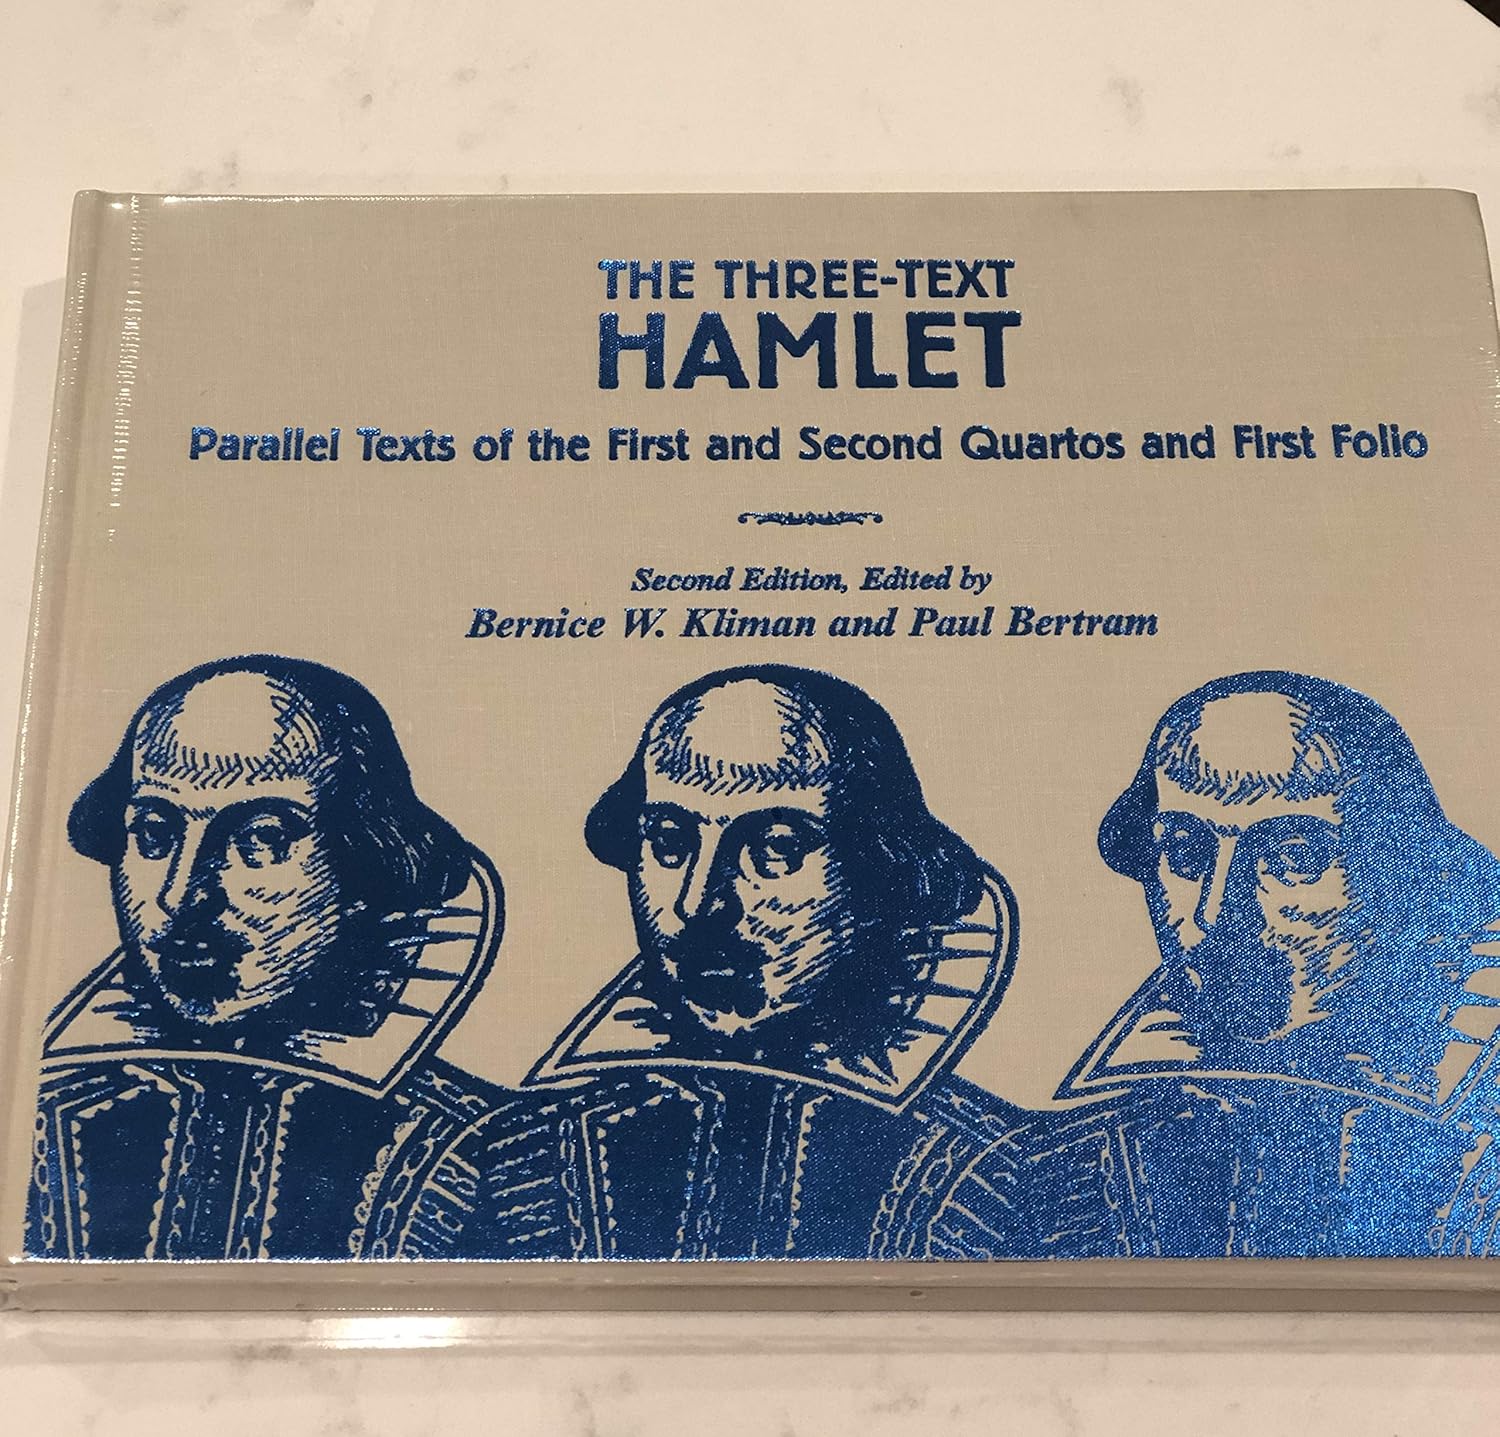 THE THREE-TEXT
HAMLET
Parallel Texts of the First and Second Quartos and First Folio
Second Edition, Edited by
Bernice W. Kliman and Paul Bertram